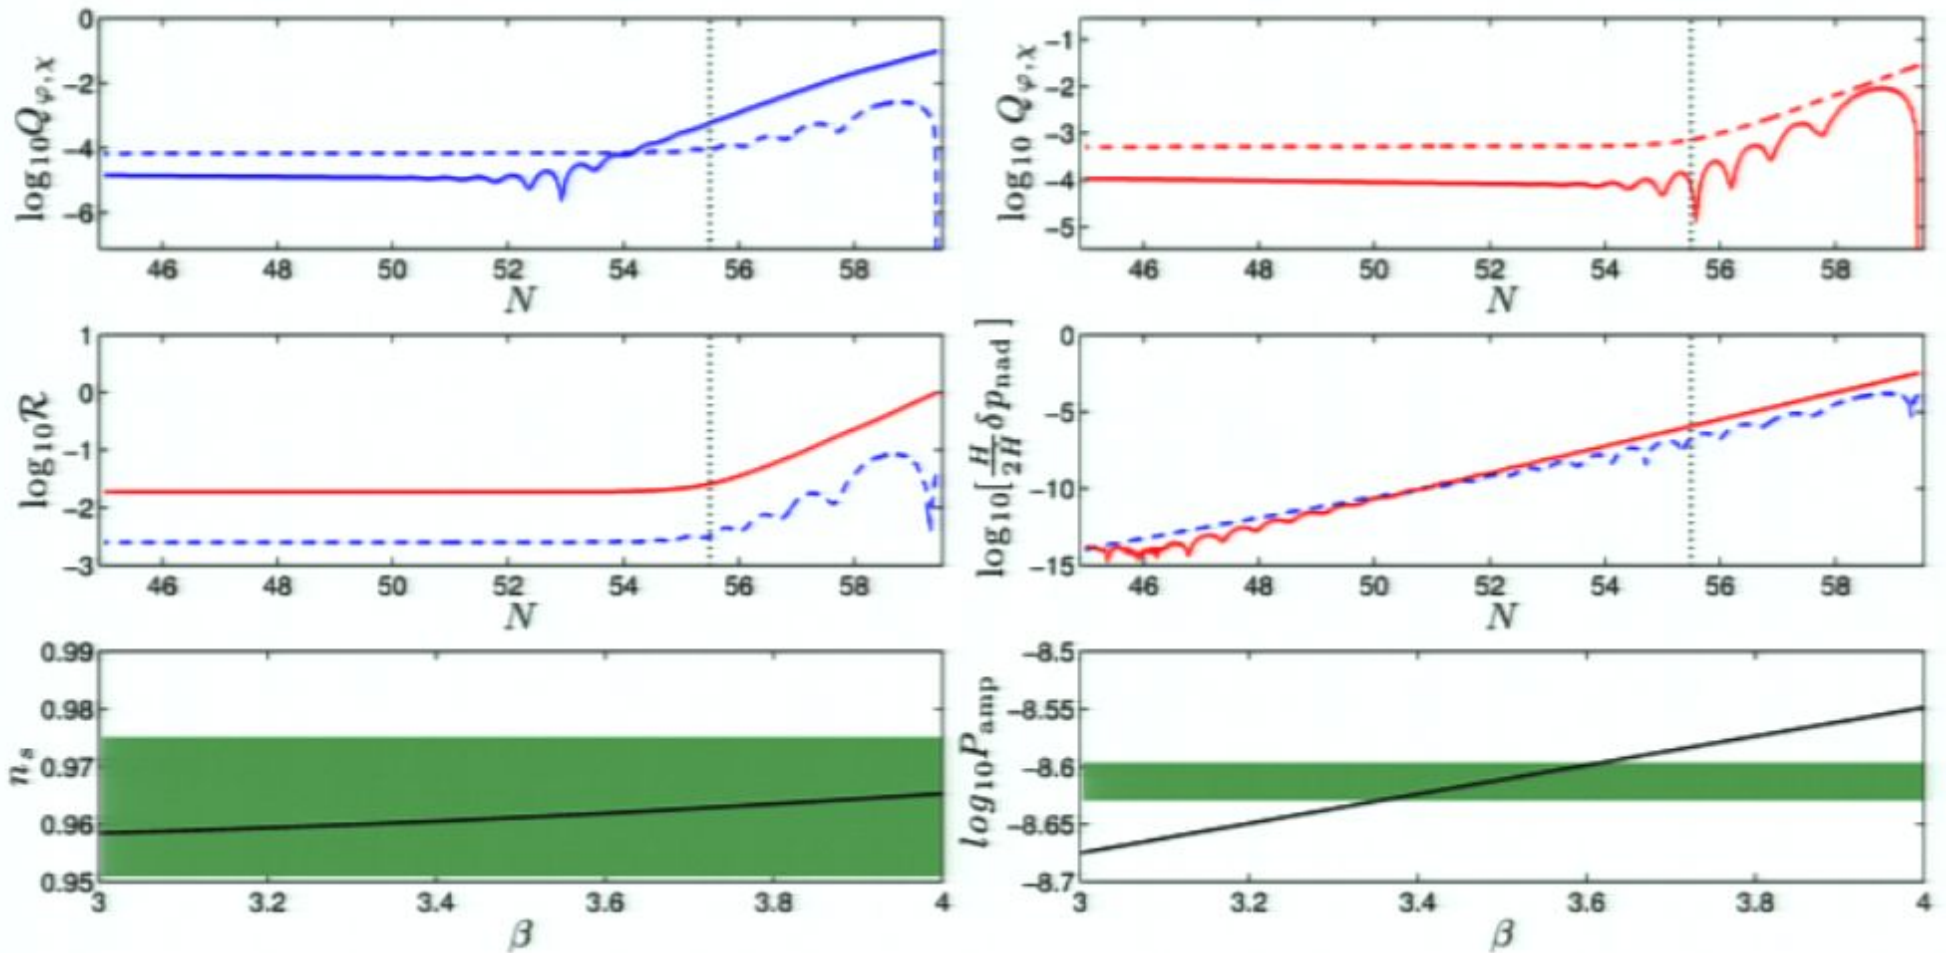 log10 Qφ,χ
0
−2
−4
−6
46 48 50 52 54 56 58
N
log10 Qφ,χ
−1
−2
−3
−4
−5
46 48 50 52 54 56 58
N
log10 R
1
0
−1
−2
−3
46 48 50 52 54 56 58
N
log10[H/2Ḣ δpnad]
0
−5
−10
−15
46 48 50 52 54 56 58
N
ns
0.99
0.98
0.97
0.96
0.95
3 3.2 3.4 3.6 3.8 4
β
log10Pamp
−8.5
−8.55
−8.6
−8.65
−8.7
3 3.2 3.4 3.6 3.8 4
β